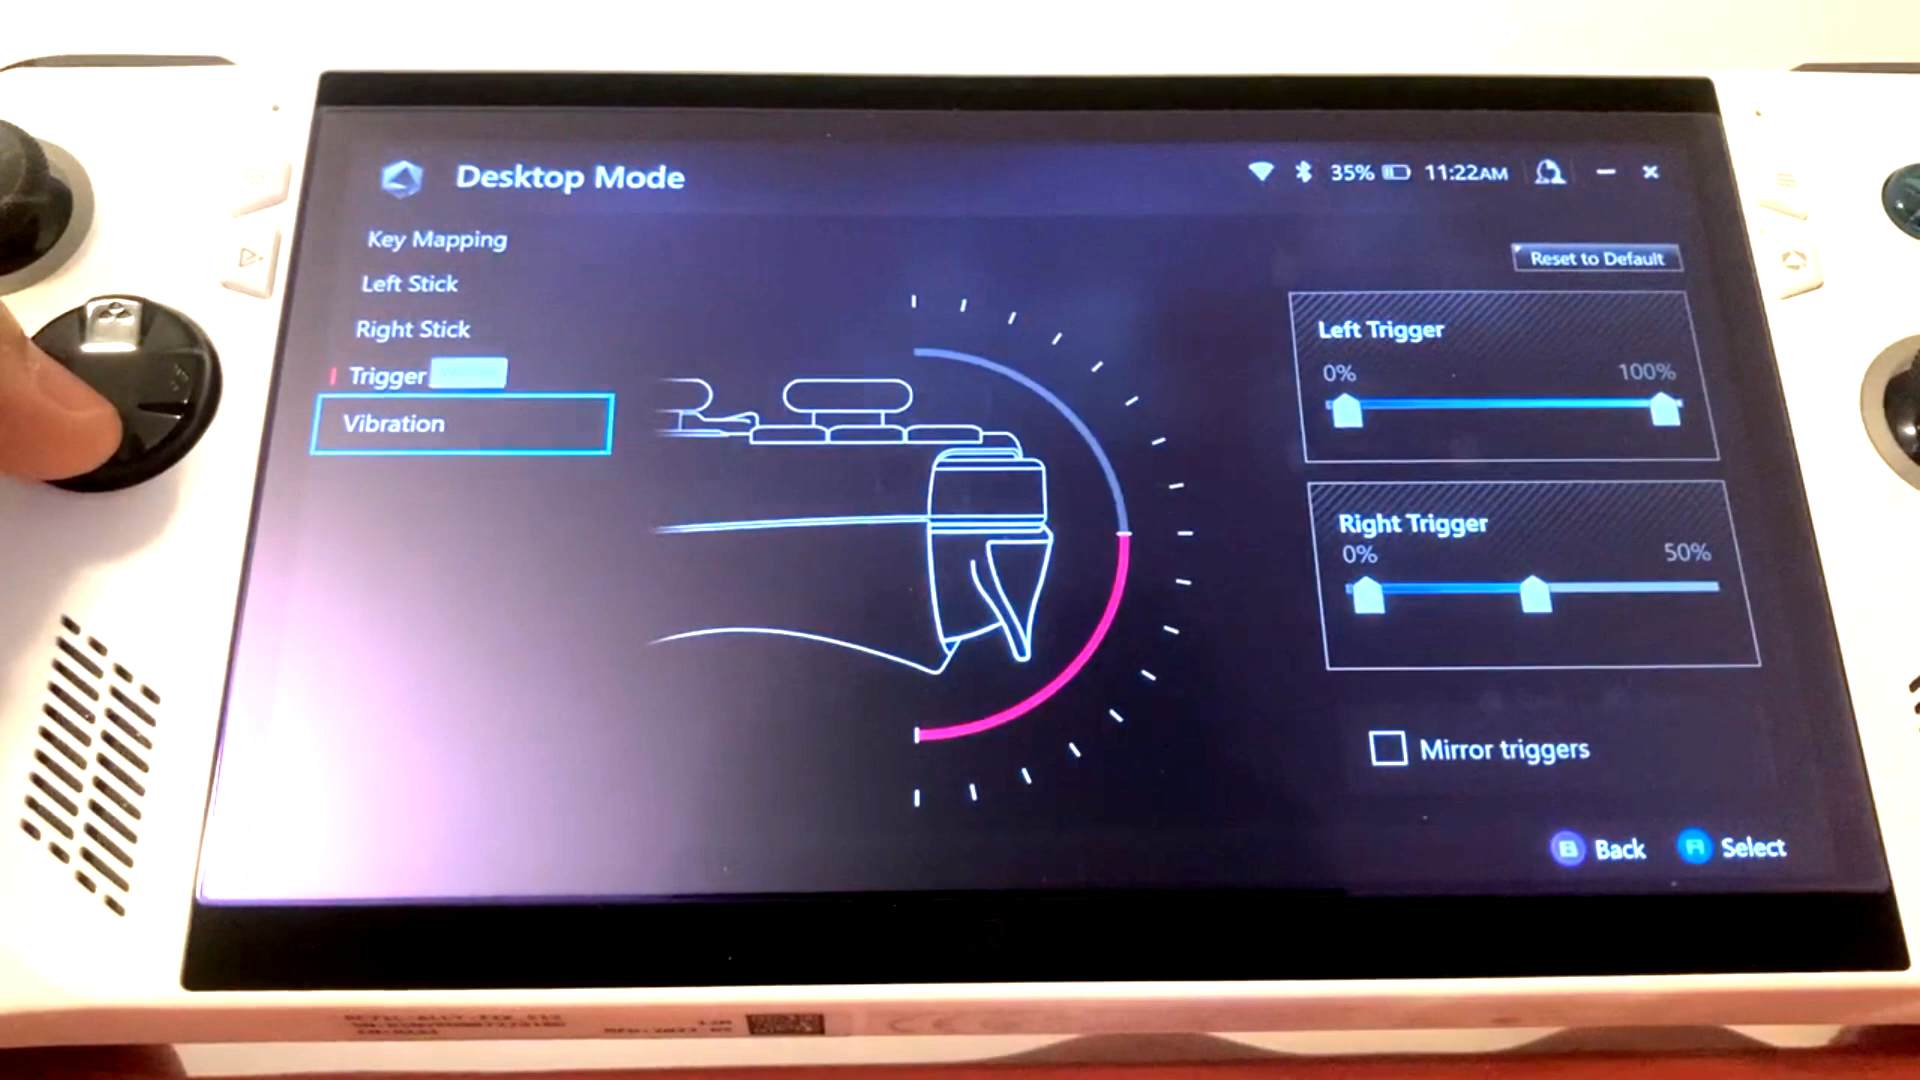 Desktop Mode
35% 11:22AM
Key Mapping
Left Stick
Right Stick
Trigger
Vibration
Reset to Default
Left Trigger
0% 100%
Right Trigger
0% 50%
Mirror triggers
Back Select